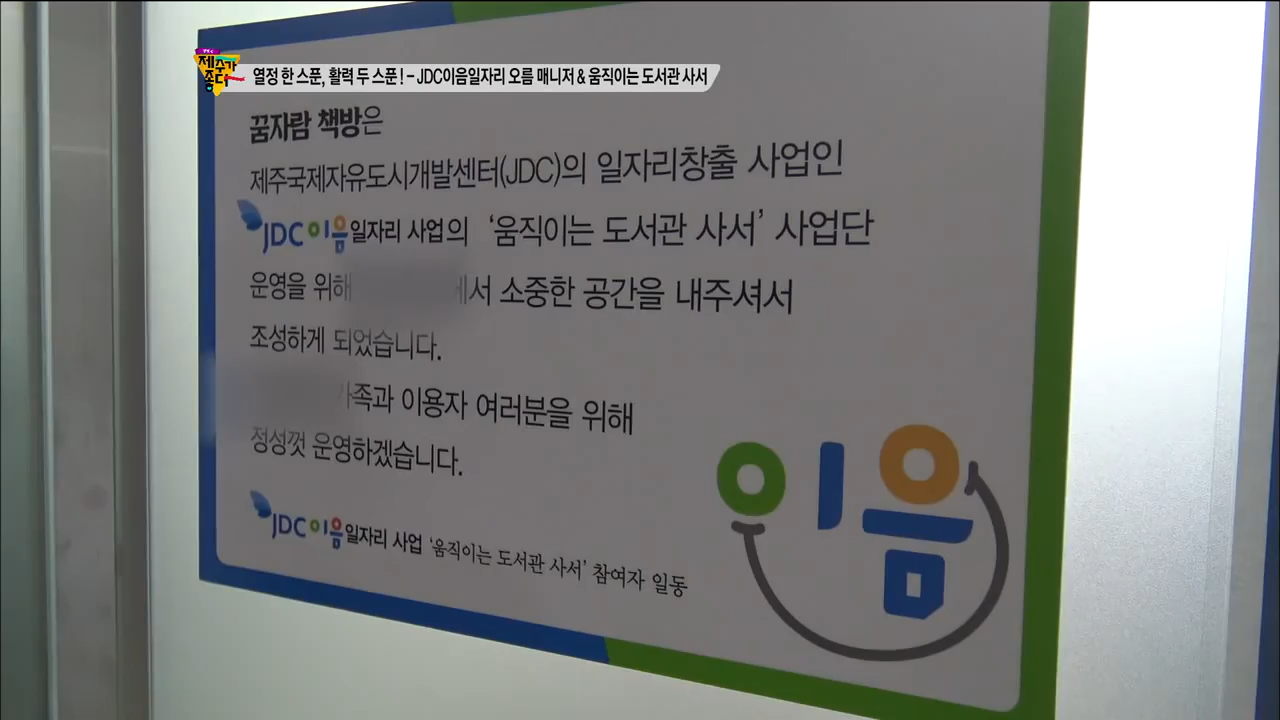 제주가
좋다
열정 한 스푼, 활력 두 스푼! - JDC이음일자리 오름 매니저 & 움직이는 도서관 사서
꿈자람 책방은
제주국제자유도시개발센터(JDC)의 일자리창출 사업인
JDC이음일자리 사업의 '움직이는 도서관 사서' 사업단
운영을 위해 서 소중한 공간을 내주셔서
조성하게 되었습니다.
가족과 이용자 여러분을 위해
정성껏 운영하겠습니다.
JDC이음일자리 사업 '움직이는 도서관 사서' 참여자 일동
이음